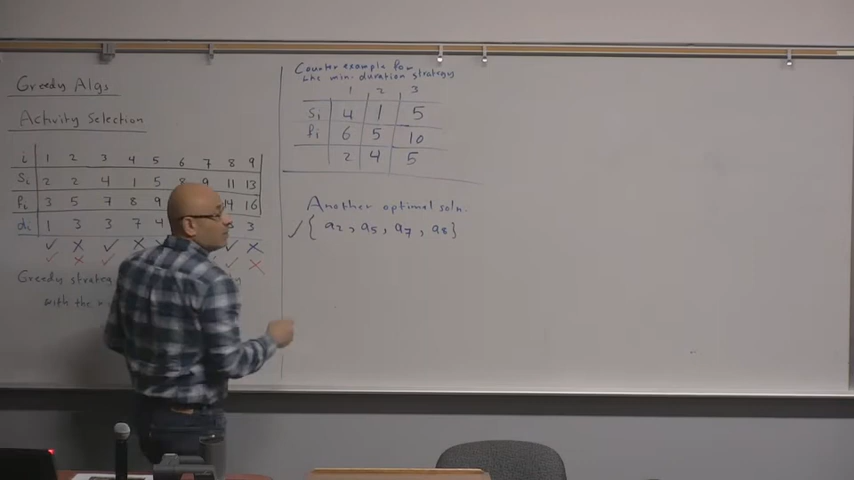 Greedy Algs
Activity Selection
i 1 2 3 4 5 6 7 8 9
Si 2 2 4 1 5 8 9 11 13
fi 3 5 7 8 9 14 16
di 1 3 3 7 4 3
✓ ✗ ✓ ✗ ✓ ✗
✓ ✗ ✓ ✓ ✗
Greedy
with the
Counter example for
the min-duration strategy
1 2 3
Si 4 1 5
fi 6 5 10
2 4 5
Another optimal soln.
✓ { a2, a5, a7, a8 }